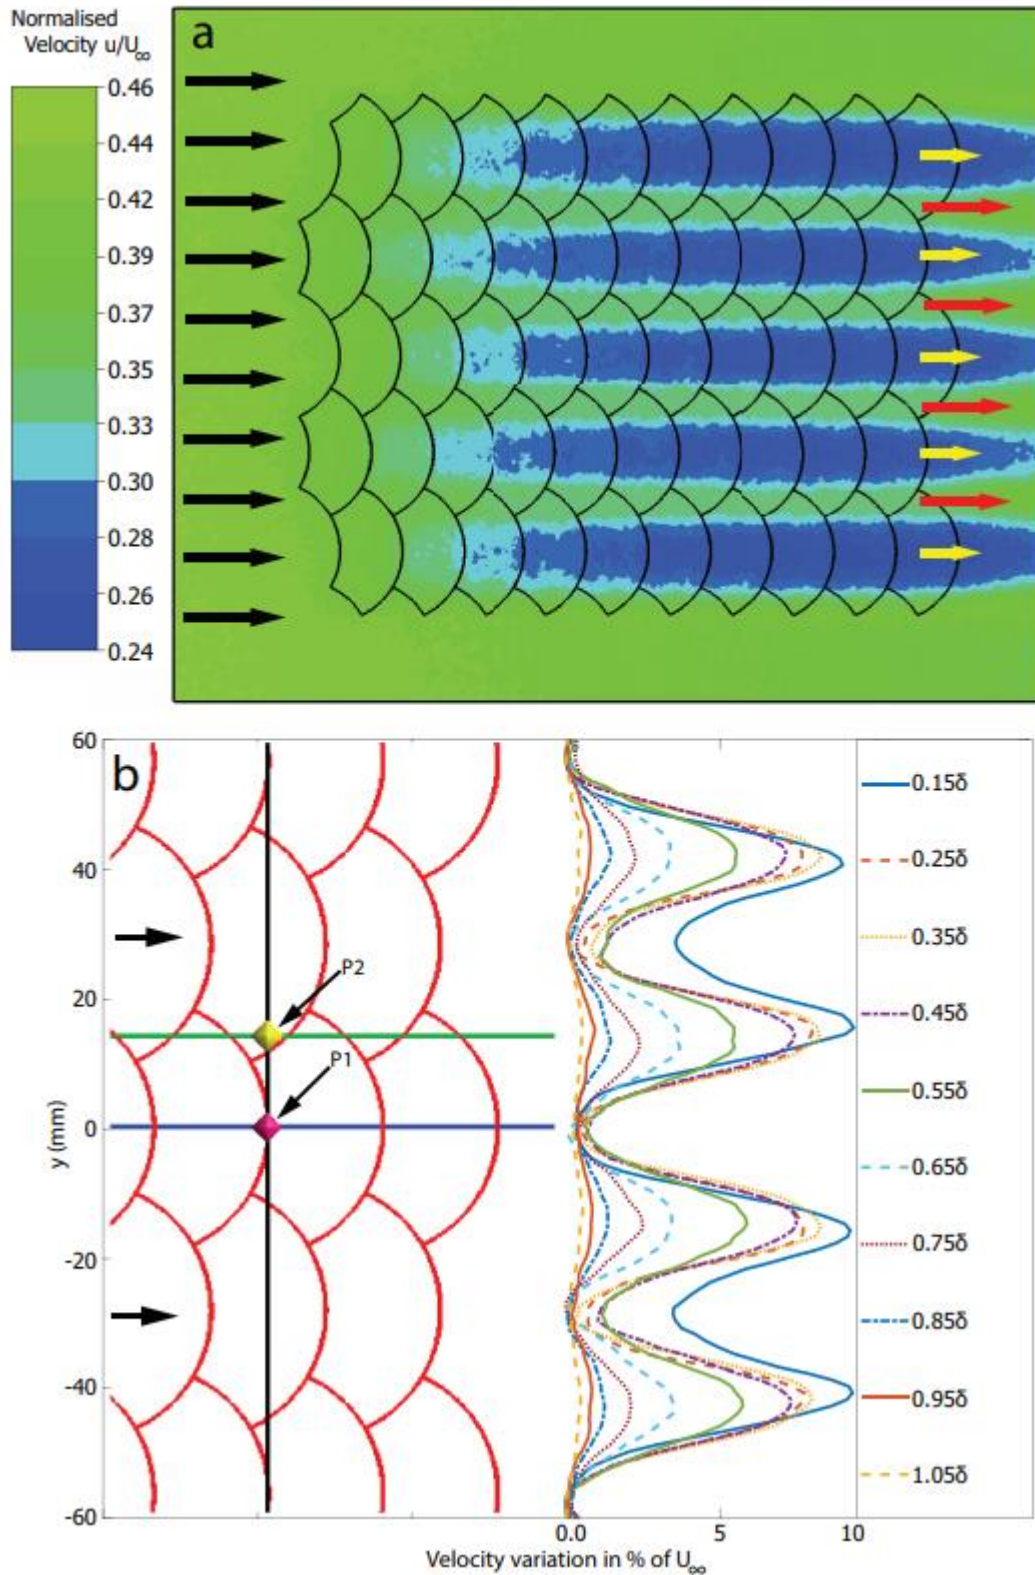 Normalised
Velocity u/U∞
a
0.46
0.44
0.42
0.39
0.37
0.35
0.33
0.30
0.28
0.26
0.24
b
60
40
20
0
-20
-40
-60
y (mm)
P2
P1
0.0
5
10
Velocity variation in % of U∞
0.15δ
0.25δ
0.35δ
0.45δ
0.55δ
0.65δ
0.75δ
0.85δ
0.95δ
1.05δ